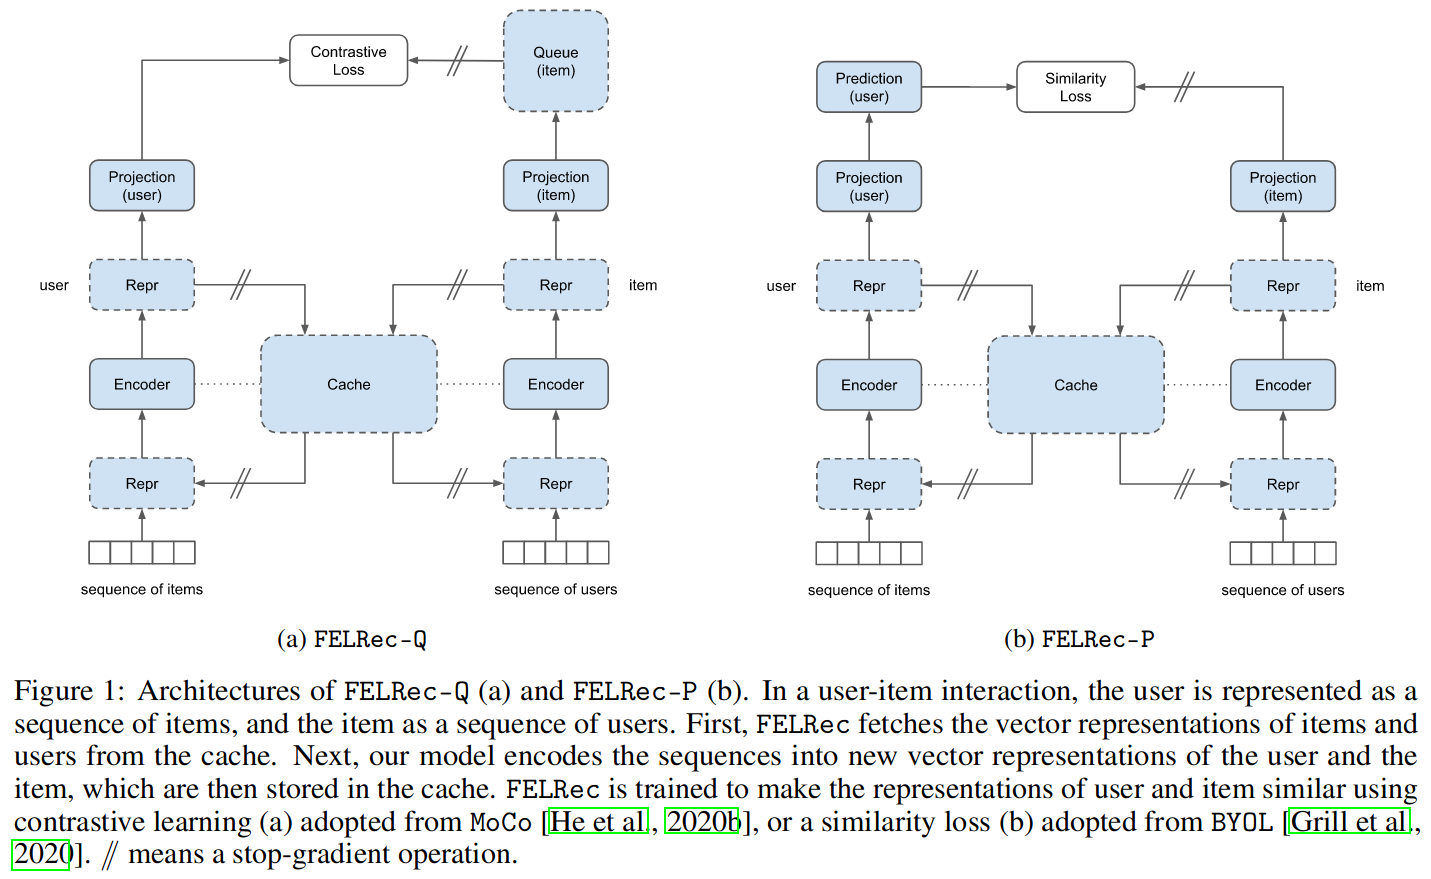 Contrastive
Loss
Queue
(item)
Projection
(user)
Projection
(item)
user
Repr
Repr
item
Encoder
Cache
Encoder
Repr
Repr
sequence of items
sequence of users
(a) FELRec-Q
Prediction
(user)
Similarity
Loss
Projection
(user)
Projection
(item)
user
Repr
Repr
item
Encoder
Cache
Encoder
Repr
Repr
sequence of items
sequence of users
(b) FELRec-P
Figure 1: Architectures of FELRec-Q (a) and FELRec-P (b). In a user-item interaction, the user is represented as a
sequence of items, and the item as a sequence of users. First, FELRec fetches the vector representations of items and
users from the cache. Next, our model encodes the sequences into new vector representations of the user and the
item, which are then stored in the cache. FELRec is trained to make the representations of user and item similar using
contrastive learning (a) adopted from MoCo [He et al., 2020b], or a similarity loss (b) adopted from BYOL [Grill et al.,
2020]. // means a stop-gradient operation.